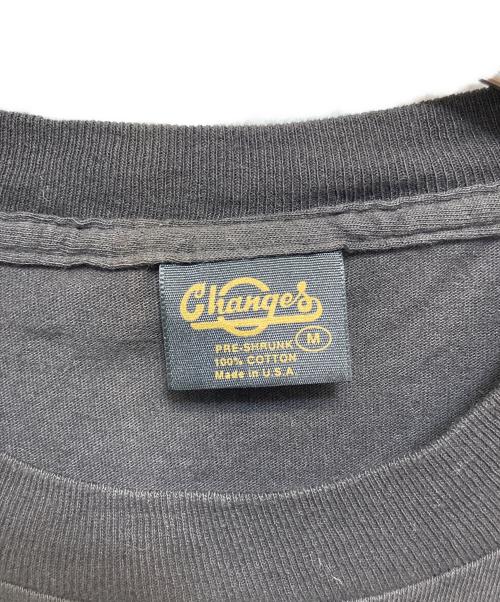 Changes
PRE-SHRUNK M
100% COTTON
Made in U.S.A.